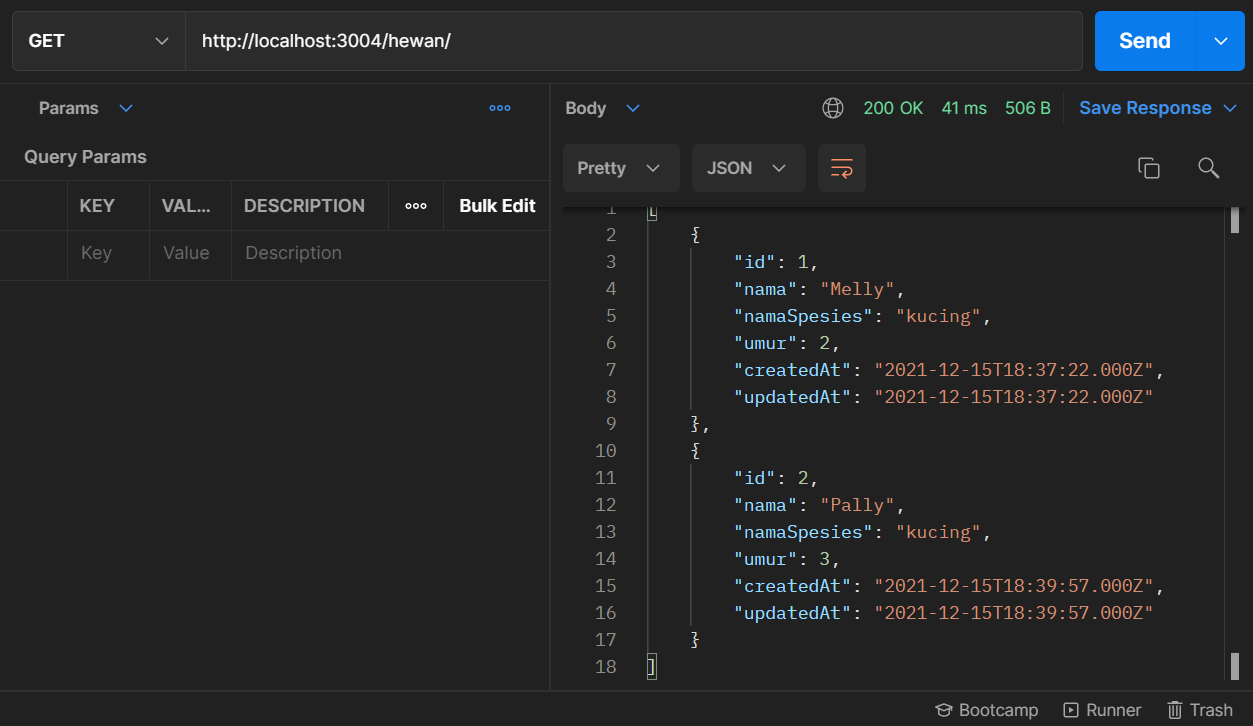 GET http://localhost:3004/hewan/ Send
Params
Body 200 OK 41 ms 506 B Save Response
Query Params
Pretty JSON
KEY VAL... DESCRIPTION Bulk Edit
Key Value Description
1 [
2 {
3 "id": 1,
4 "nama": "Melly",
5 "namaSpesies": "kucing",
6 "umur": 2,
7 "createdAt": "2021-12-15T18:37:22.000Z",
8 "updatedAt": "2021-12-15T18:37:22.000Z"
9 },
10 {
11 "id": 2,
12 "nama": "Pally",
13 "namaSpesies": "kucing",
14 "umur": 3,
15 "createdAt": "2021-12-15T18:39:57.000Z",
16 "updatedAt": "2021-12-15T18:39:57.000Z"
17 }
18 ]
Bootcamp Runner Trash